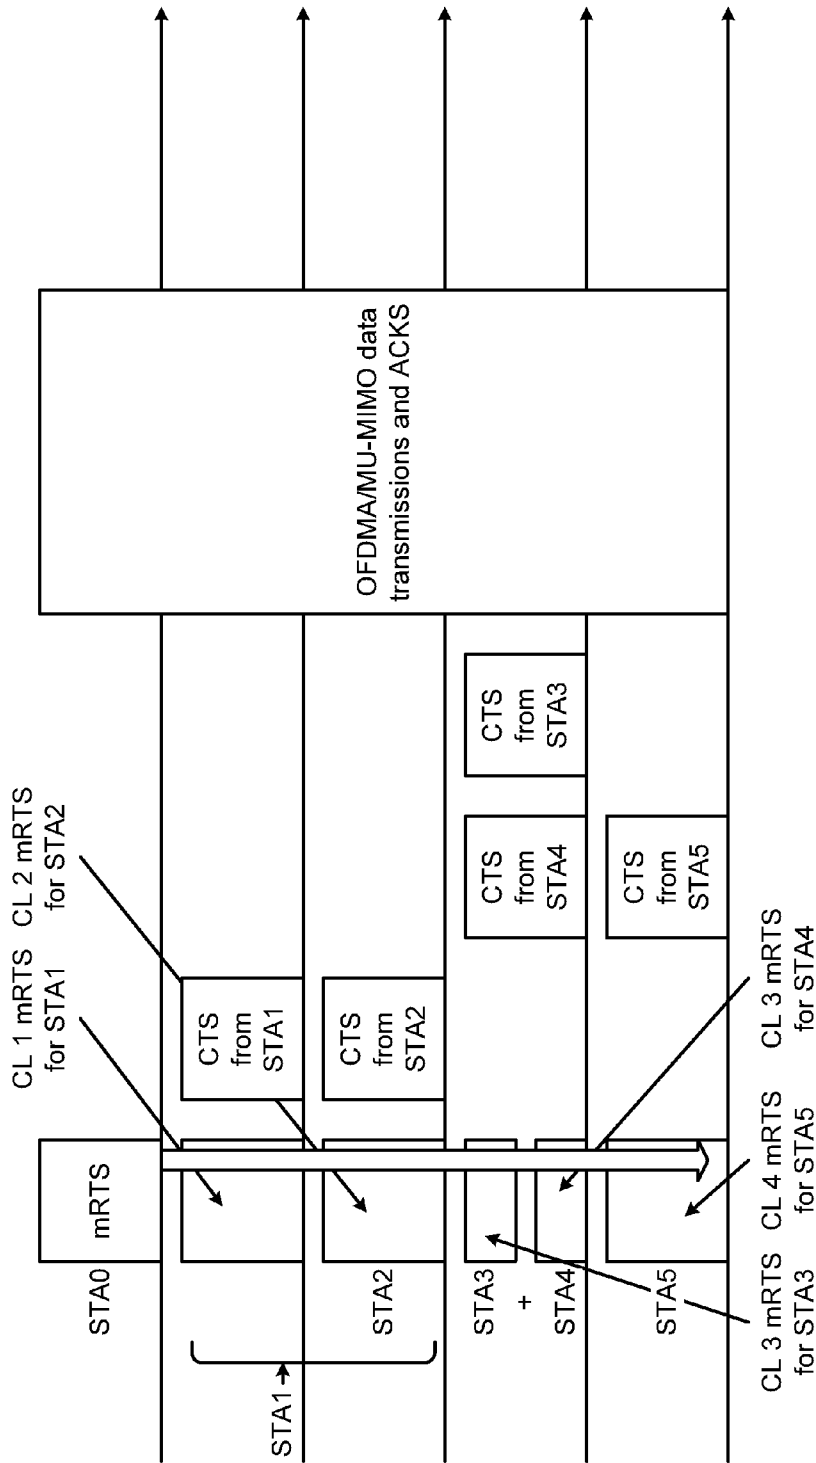 CL 1 mRTS
for STA1
CL 2 mRTS
for STA2
STA0
mRTS
STA1
CTS
from
STA1
STA2
CTS
from
STA2
STA3
+
STA4
CTS
from
STA4
CTS
from
STA3
STA5
CTS
from
STA5
OFDMA/MU-MIMO data
transmissions and ACKS
CL 3 mRTS
for STA3
CL 4 mRTS
for STA5
CL 3 mRTS
for STA4